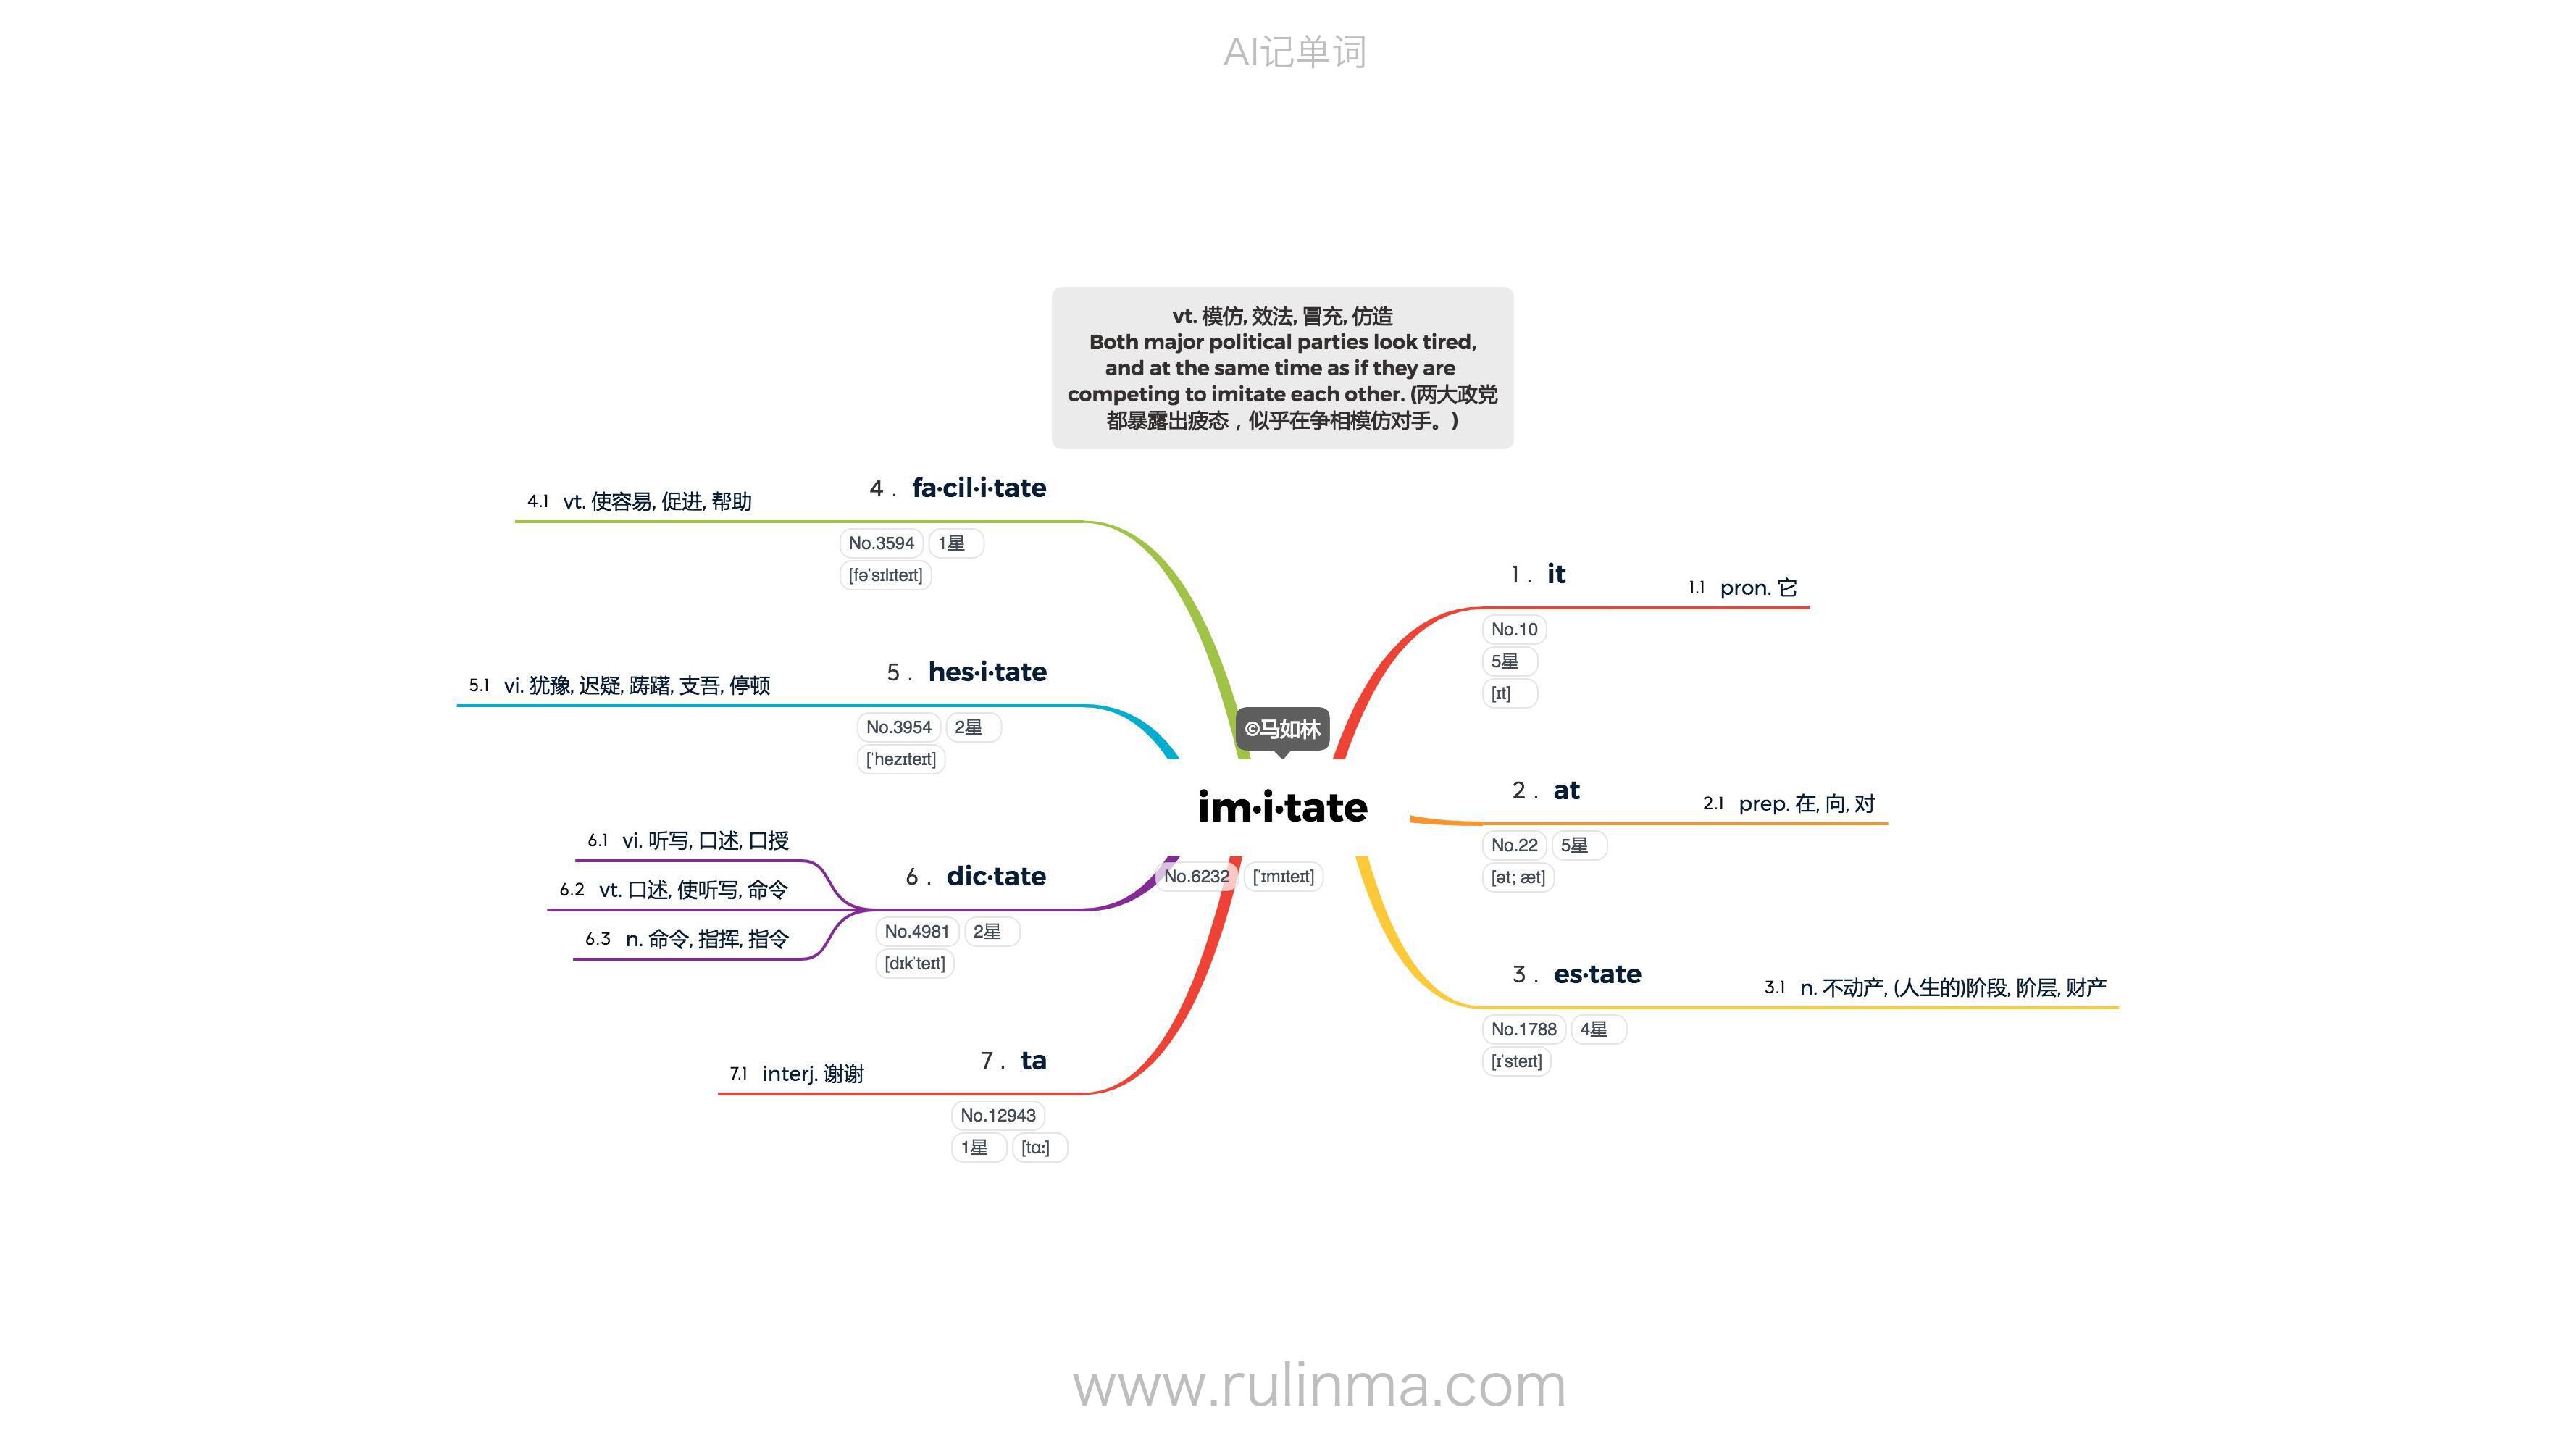 AI记单词
vt. 模仿, 效法, 冒充, 仿造
Both major political parties look tired,
and at the same time as if they are
competing to imitate each other. (两大政党
都暴露出疲态，似乎在争相模仿对手。)
©马如林
im·i·tate
No.6232 [ˈɪmɪteɪt]
1 . it
No.10
5星
[ɪt]
1.1 pron. 它
2 . at
No.22 5星
[ət; æt]
2.1 prep. 在, 向, 对
3 . es·tate
No.1788 4星
[ɪˈsteɪt]
3.1 n. 不动产, (人生的)阶段, 阶层, 财产
4 . fa·cil·i·tate
No.3594 1星
[fəˈsɪlɪteɪt]
4.1 vt. 使容易, 促进, 帮助
5 . hes·i·tate
No.3954 2星
[ˈhezɪteɪt]
5.1 vi. 犹豫, 迟疑, 踌躇, 支吾, 停顿
6 . dic·tate
No.4981 2星
[dɪkˈteɪt]
6.1 vi. 听写, 口述, 口授
6.2 vt. 口述, 使听写, 命令
6.3 n. 命令, 指挥, 指令
7 . ta
No.12943
1星 [tɑː]
7.1 interj. 谢谢
www.rulinma.com